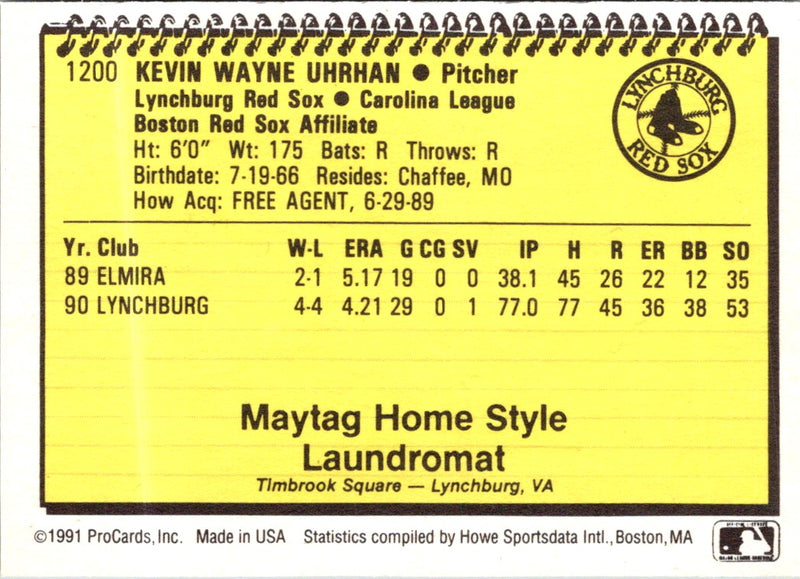 1200 KEVIN WAYNE UHRHAN ● Pitcher
Lynchburg Red Sox ● Carolina League
Boston Red Sox Affiliate
Ht: 6'0" Wt: 175 Bats: R Throws: R
Birthdate: 7-19-66 Resides: Chaffee, MO
How Acq: FREE AGENT, 6-29-89
LYNCHBURG
RED SOX
Yr. Club W-L ERA G CG SV IP H R ER BB SO
89 ELMIRA 2-1 5.17 19 0 0 38.1 45 26 22 12 35
90 LYNCHBURG 4-4 4.21 29 0 1 77.0 77 45 36 38 53
Maytag Home Style
Laundromat
Timbrook Square — Lynchburg, VA
©1991 ProCards, Inc. Made in USA Statistics compiled by Howe Sportsdata Intl., Boston, MA